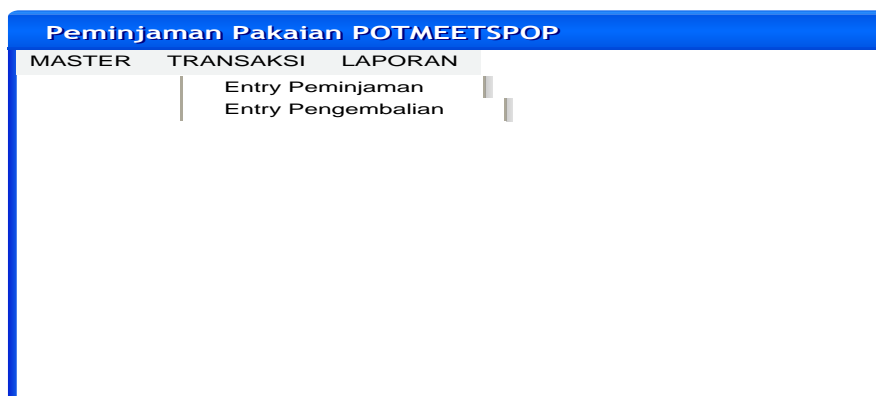 Peminjaman Pakaian POTMEETSPOP
MASTER TRANSAKSI LAPORAN
Entry Peminjaman
Entry Pengembalian